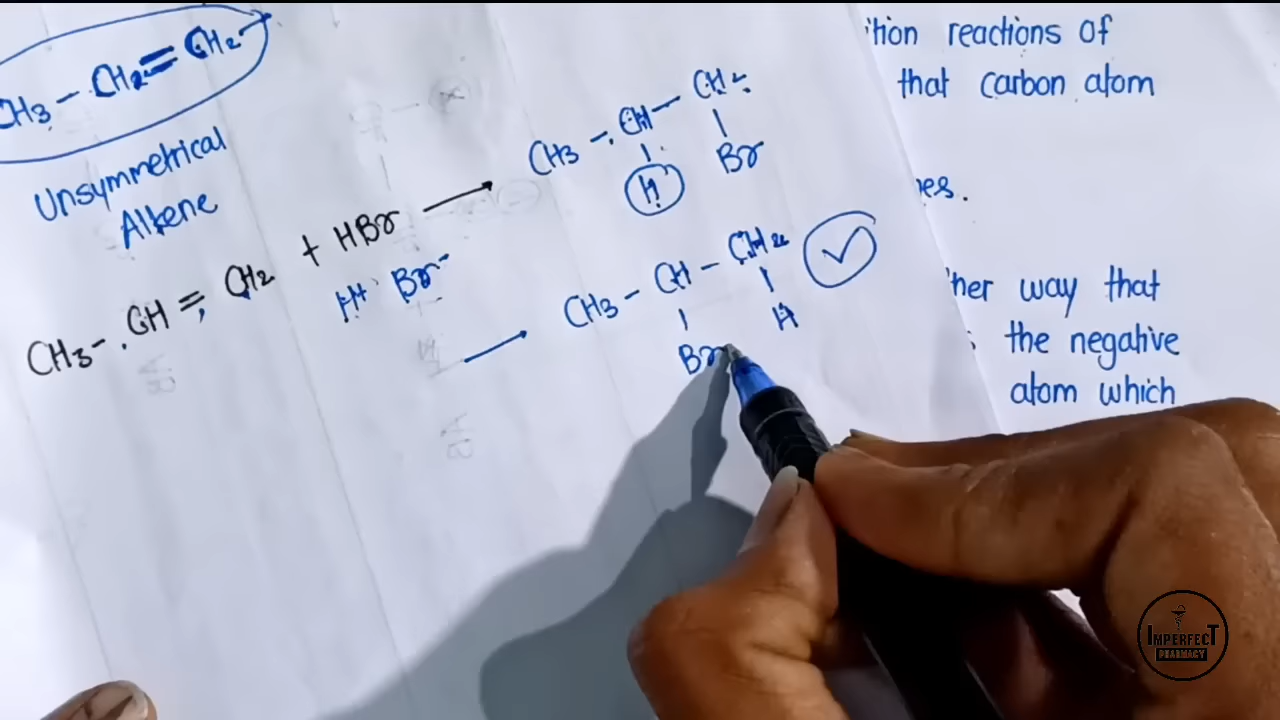 CH3 – CH2 = CH2
Unsymmetrical
Alkene
CH3 – CH = CH2 + HBr
H+ Br-
CH3 – CH – CH2
H Br
CH3 – CH – CH2
Br H
ition reactions of
that carbon atom
es.
her way that
the negative
atom which
IMPERFECT
PHARMACY